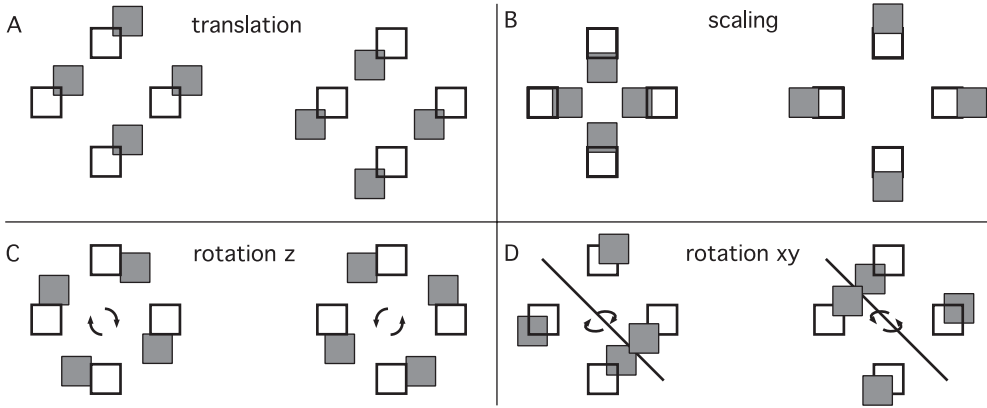 A translation
B scaling
C rotation z
D rotation xy